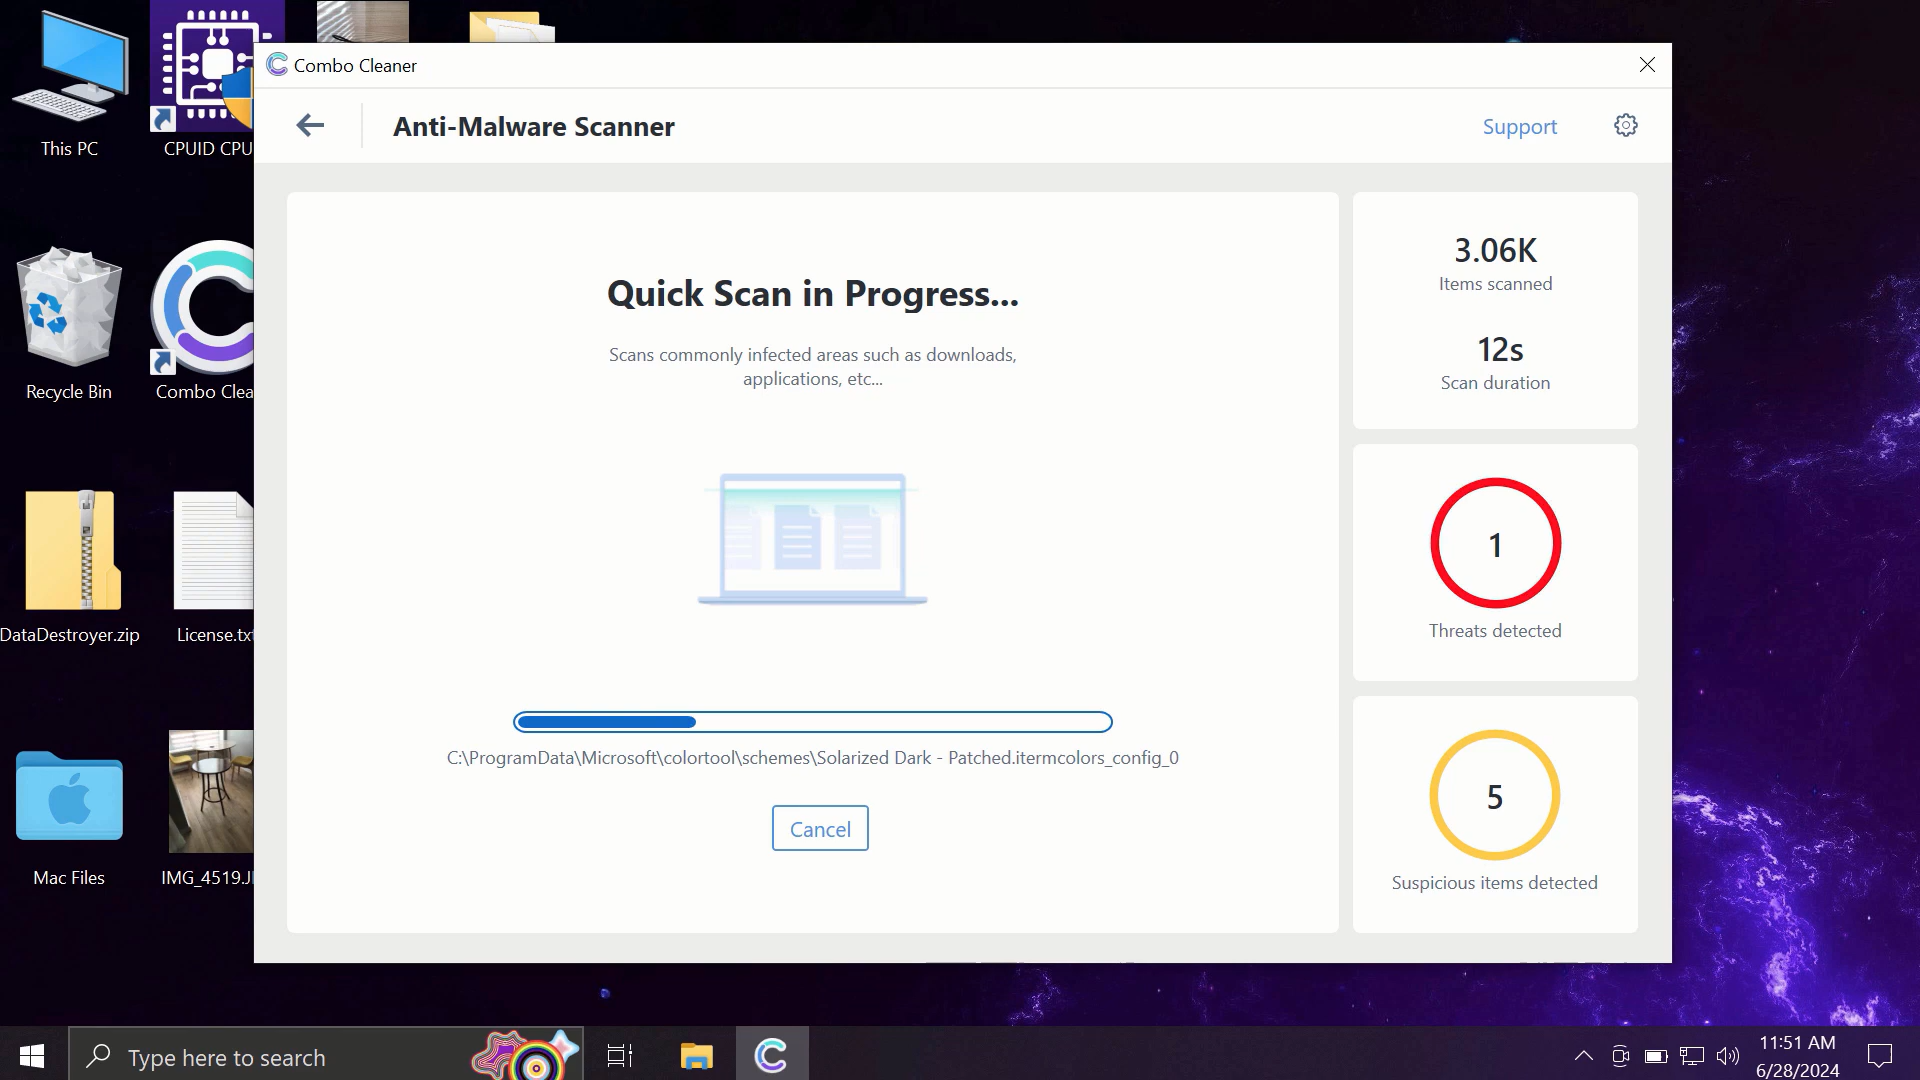 Combo Cleaner
Anti-Malware Scanner
Support
Quick Scan in Progress...
Scans commonly infected areas such as downloads,
applications, etc...
C:\ProgramData\Microsoft\colortool\schemes\Solarized Dark - Patched.itermcolors_config_0
Cancel
3.06K
Items scanned
12s
Scan duration
1
Threats detected
5
Suspicious items detected
This PC
CPUID CPU
Recycle Bin
Combo Clea
DataDestroyer.zip
License.txt
Mac Files
IMG_4519.J
Type here to search
11:51 AM
6/28/2024